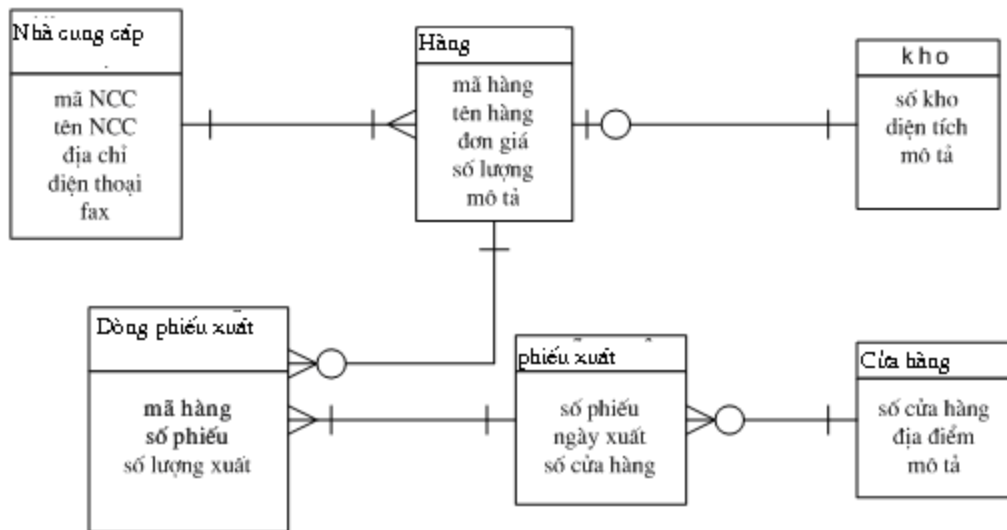 Nhà cung cáp
mã NCC
tên NCC
địa chỉ
điện thoại
fax
Hàng
mã hàng
tên hàng
đơn giá
số lượng
mô tả
kho
số kho
diện tích
mô tả
Dòng phiếu xuất
mã hàng
số phiếu
số lượng xuất
phiếu xuất
số phiếu
ngày xuất
số cửa hàng
Cửa hàng
số cửa hàng
địa điểm
mô tả